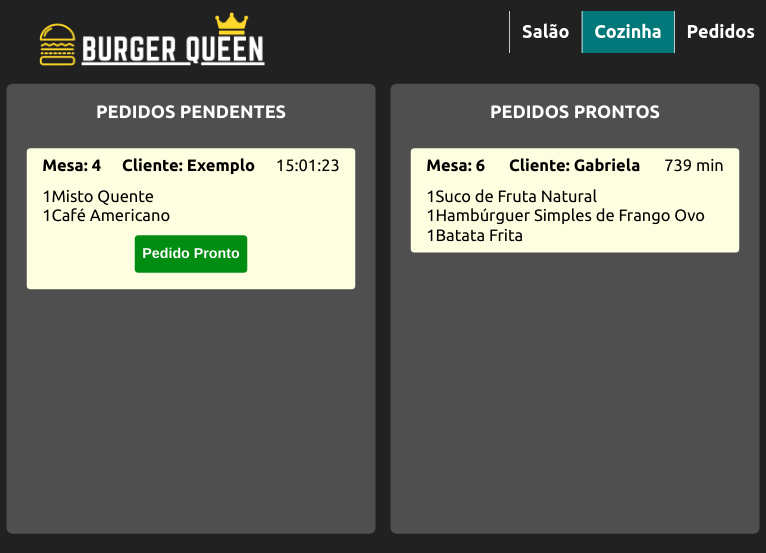 BURGER QUEEN
Salão Cozinha Pedidos
PEDIDOS PENDENTES
Mesa: 4 Cliente: Exemplo 15:01:23
1Misto Quente
1Café Americano
Pedido Pronto
PEDIDOS PRONTOS
Mesa: 6 Cliente: Gabriela 739 min
1Suco de Fruta Natural
1Hambúrguer Simples de Frango Ovo
1Batata Frita